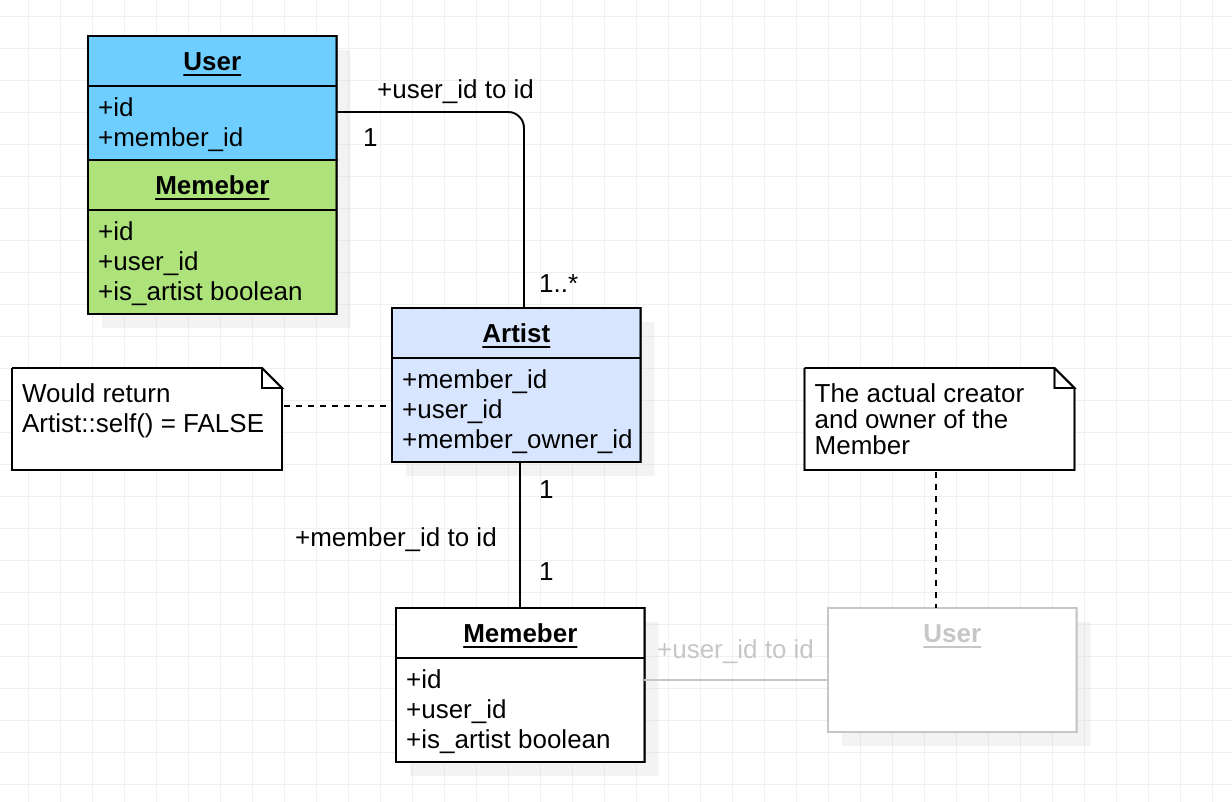 User
+id
+member_id
Memeber
+id
+user_id
+is_artist boolean
+user_id to id
1
1..*
Artist
+member_id
+user_id
+member_owner_id
Would return
Artist::self() = FALSE
The actual creator
and owner of the
Member
1
+member_id to id
1
Memeber
+id
+user_id
+is_artist boolean
+user_id to id
User